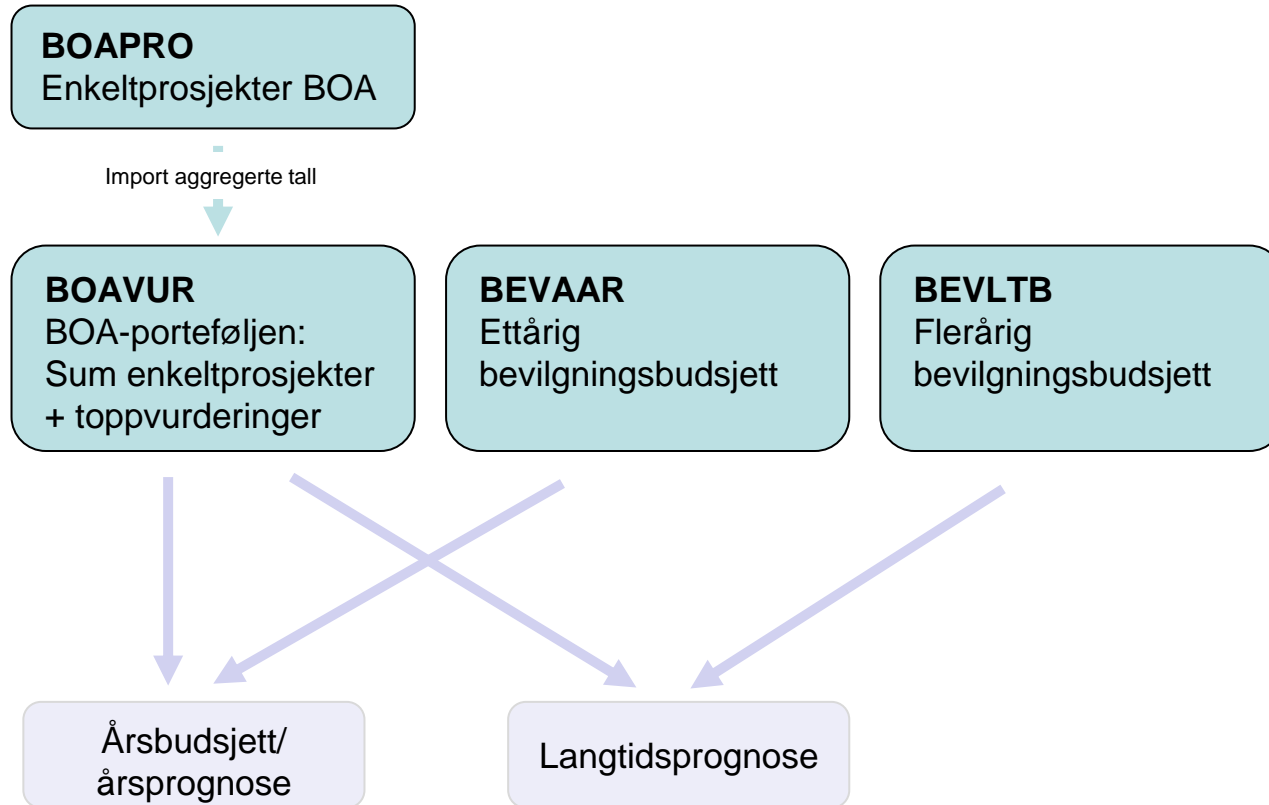 BOAPRO
Enkeltprosjekter BOA
Import aggregerte tall
BOAVUR
BOA-porteføljen:
Sum enkeltprosjekter
+ toppvurderinger
BEVAAR
Ettårig
bevilgningsbudsjett
BEVLTB
Flerårig
bevilgningsbudsjett
Årsbudsjett/
årsprognose
Langtidsprognose